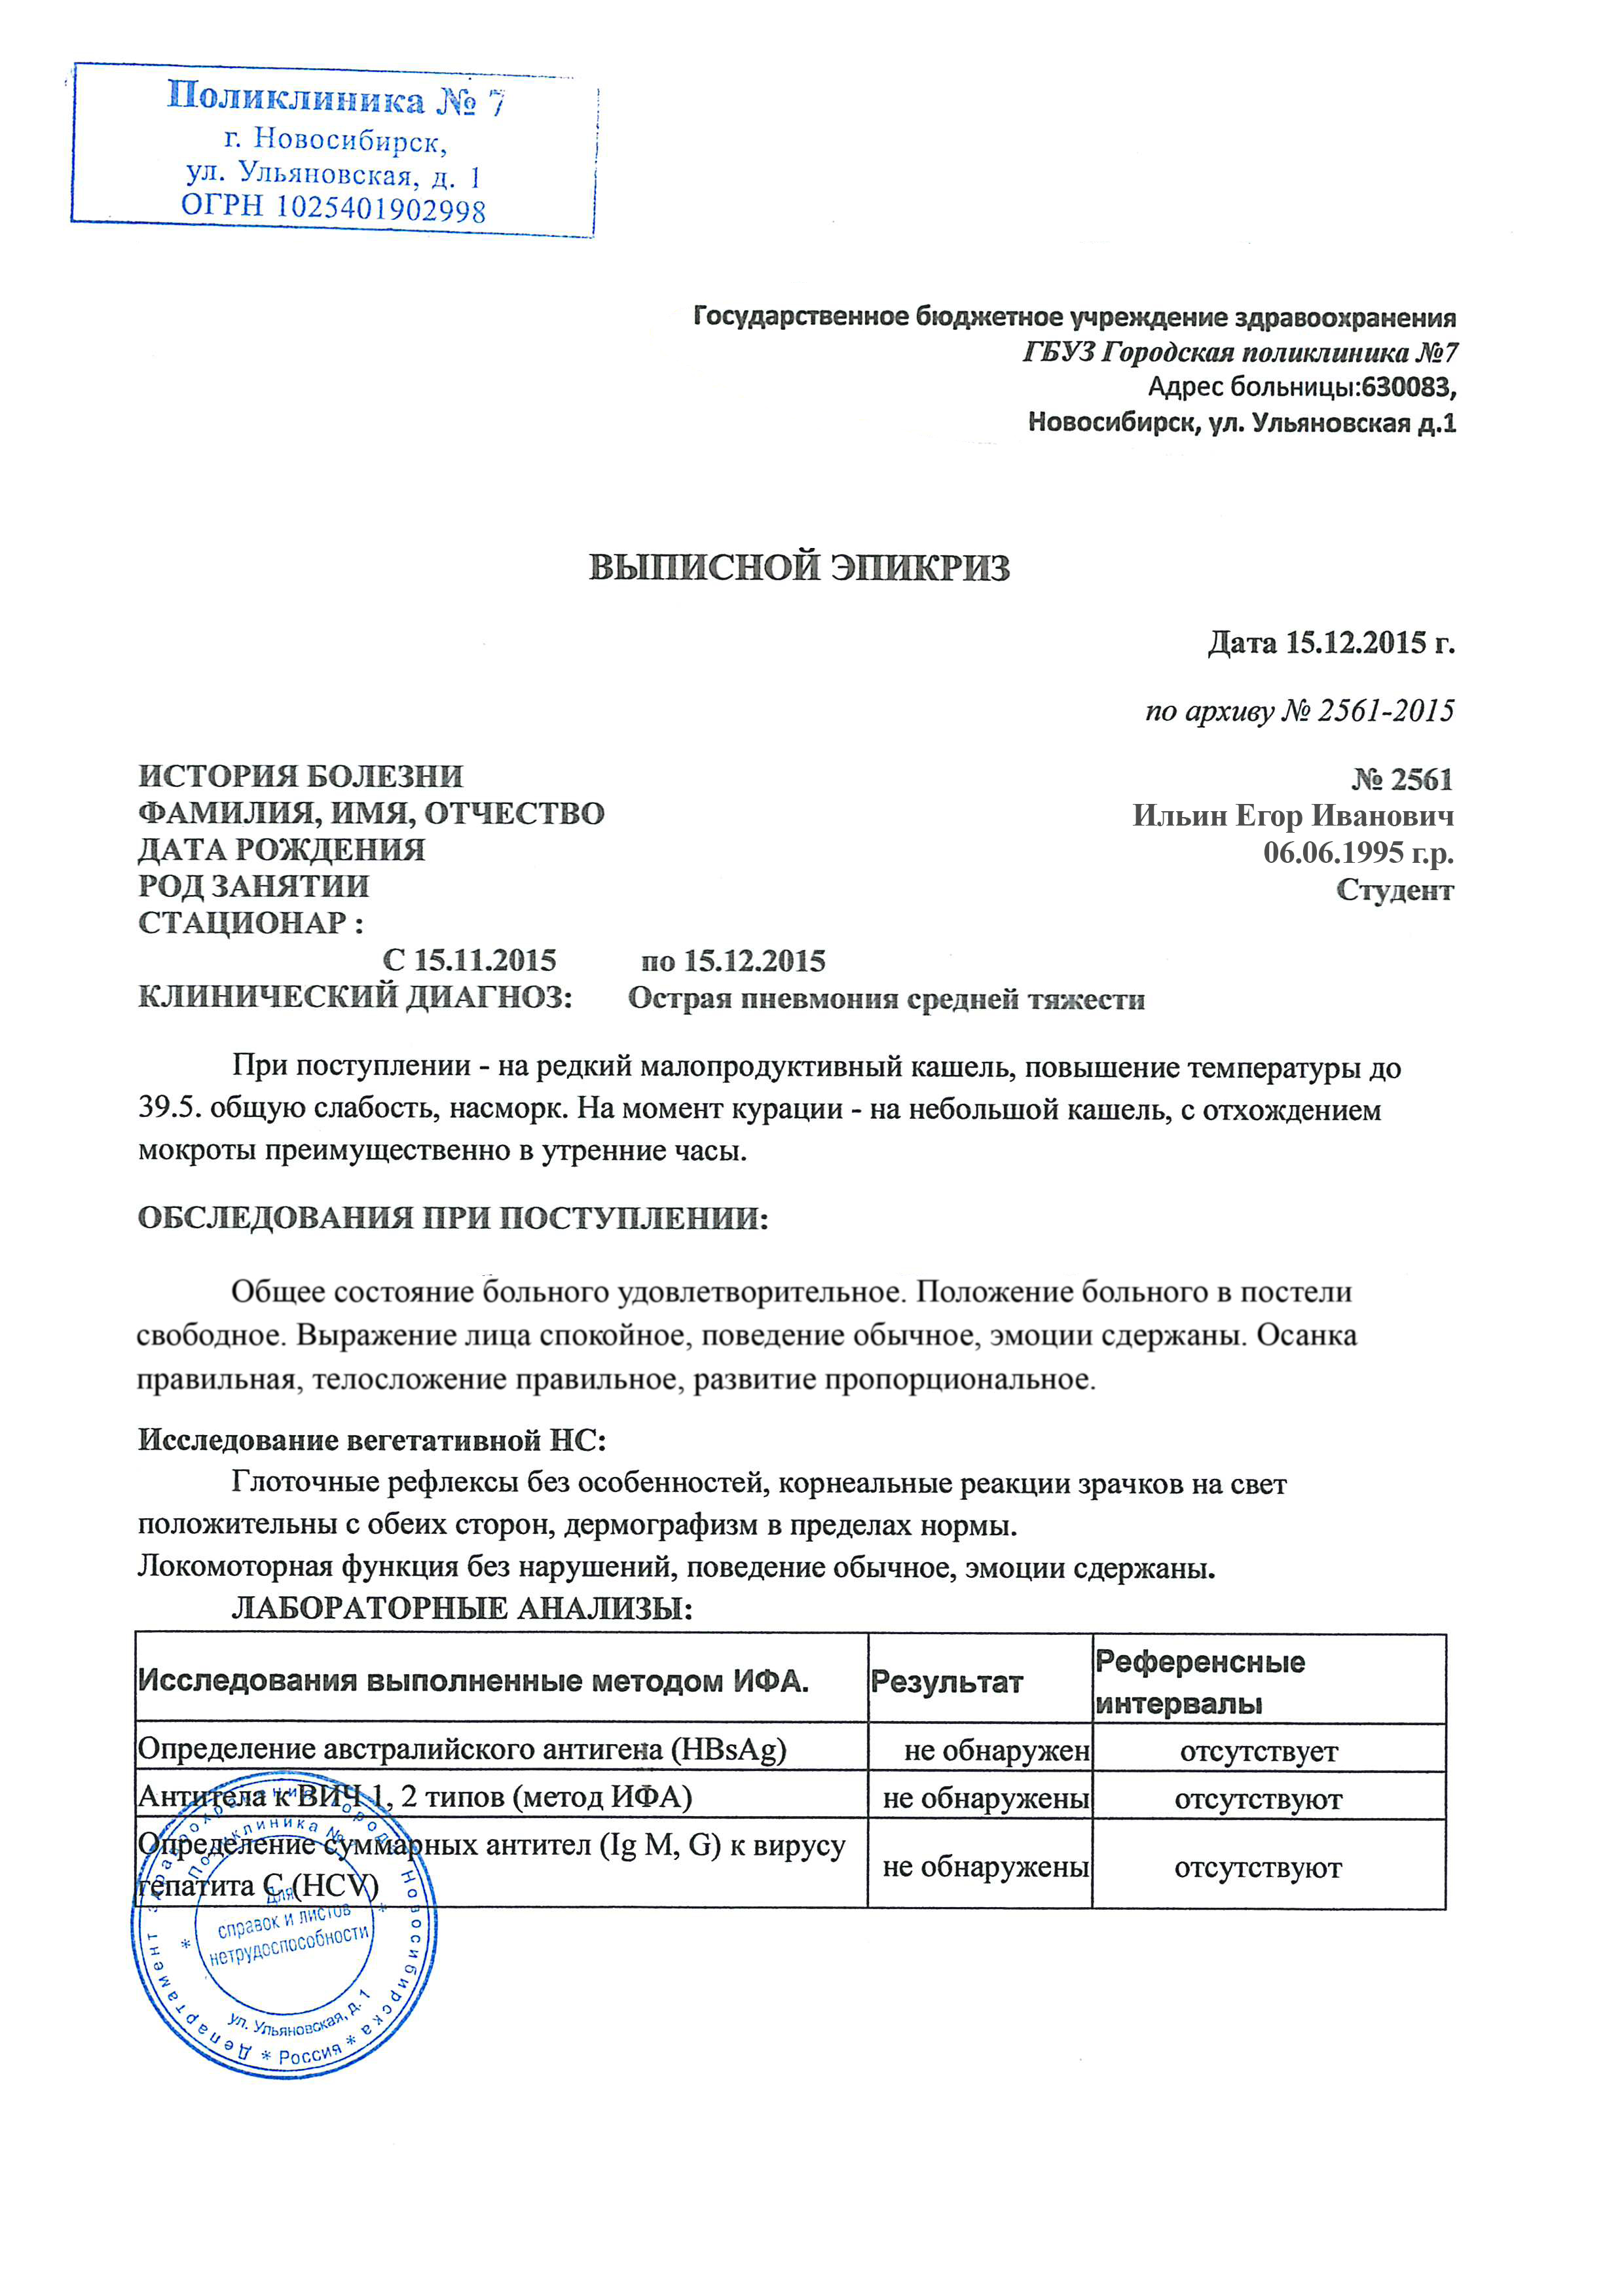 Поликлиника № 7
г. Новосибирск,
ул. Ульяновская, д. 1
ОГРН 1025401902998
Государственное бюджетное учреждение здравоохранения
ГБУЗ Городская поликлиника №7
Адрес больницы:630083,
Новосибирск, ул. Ульяновская д.1
ВЫПИСНОЙ ЭПИКРИЗ
Дата 15.12.2015 г.
по архиву № 2561-2015
ИСТОРИЯ БОЛЕЗНИ № 2561
ФАМИЛИЯ, ИМЯ, ОТЧЕСТВО Ильин Егор Иванович
ДАТА РОЖДЕНИЯ 06.06.1995 г.р.
РОД ЗАНЯТИИ Студент
СТАЦИОНАР :
С 15.11.2015 по 15.12.2015
КЛИНИЧЕСКИЙ ДИАГНОЗ: Острая пневмония средней тяжести
При поступлении - на редкий малопродуктивный кашель, повышение температуры до
39.5. общую слабость, насморк. На момент курации - на небольшой кашель, с отхождением
мокроты преимущественно в утренние часы.
ОБСЛЕДОВАНИЯ ПРИ ПОСТУПЛЕНИИ:
Общее состояние больного удовлетворительное. Положение больного в постели
свободное. Выражение лица спокойное, поведение обычное, эмоции сдержаны. Осанка
правильная, телосложение правильное, развитие пропорциональное.
Исследование вегетативной НС:
Глоточные рефлексы без особенностей, корнеальные реакции зрачков на свет
положительны с обеих сторон, дермографизм в пределах нормы.
Локомоторная функция без нарушений, поведение обычное, эмоции сдержаны.
ЛАБОРАТОРНЫЕ АНАЛИЗЫ:
Исследования выполненные методом ИФА. Результат Референсные
интервалы
Определение австралийского антигена (HBsAg) не обнаружен отсутствует
Антитела к ВИЧ 1, 2 типов (метод ИФА) не обнаружены отсутствуют
Определение суммарных антител (Ig M, G) к вирусу
гепатита С (HCV) не обнаружены отсутствуют
Департамент здравоохранения города Новосибирска * Россия *
Поликлиника №
Для
справок и листов
нетрудоспособности
ул. Ульяновская, д. 1